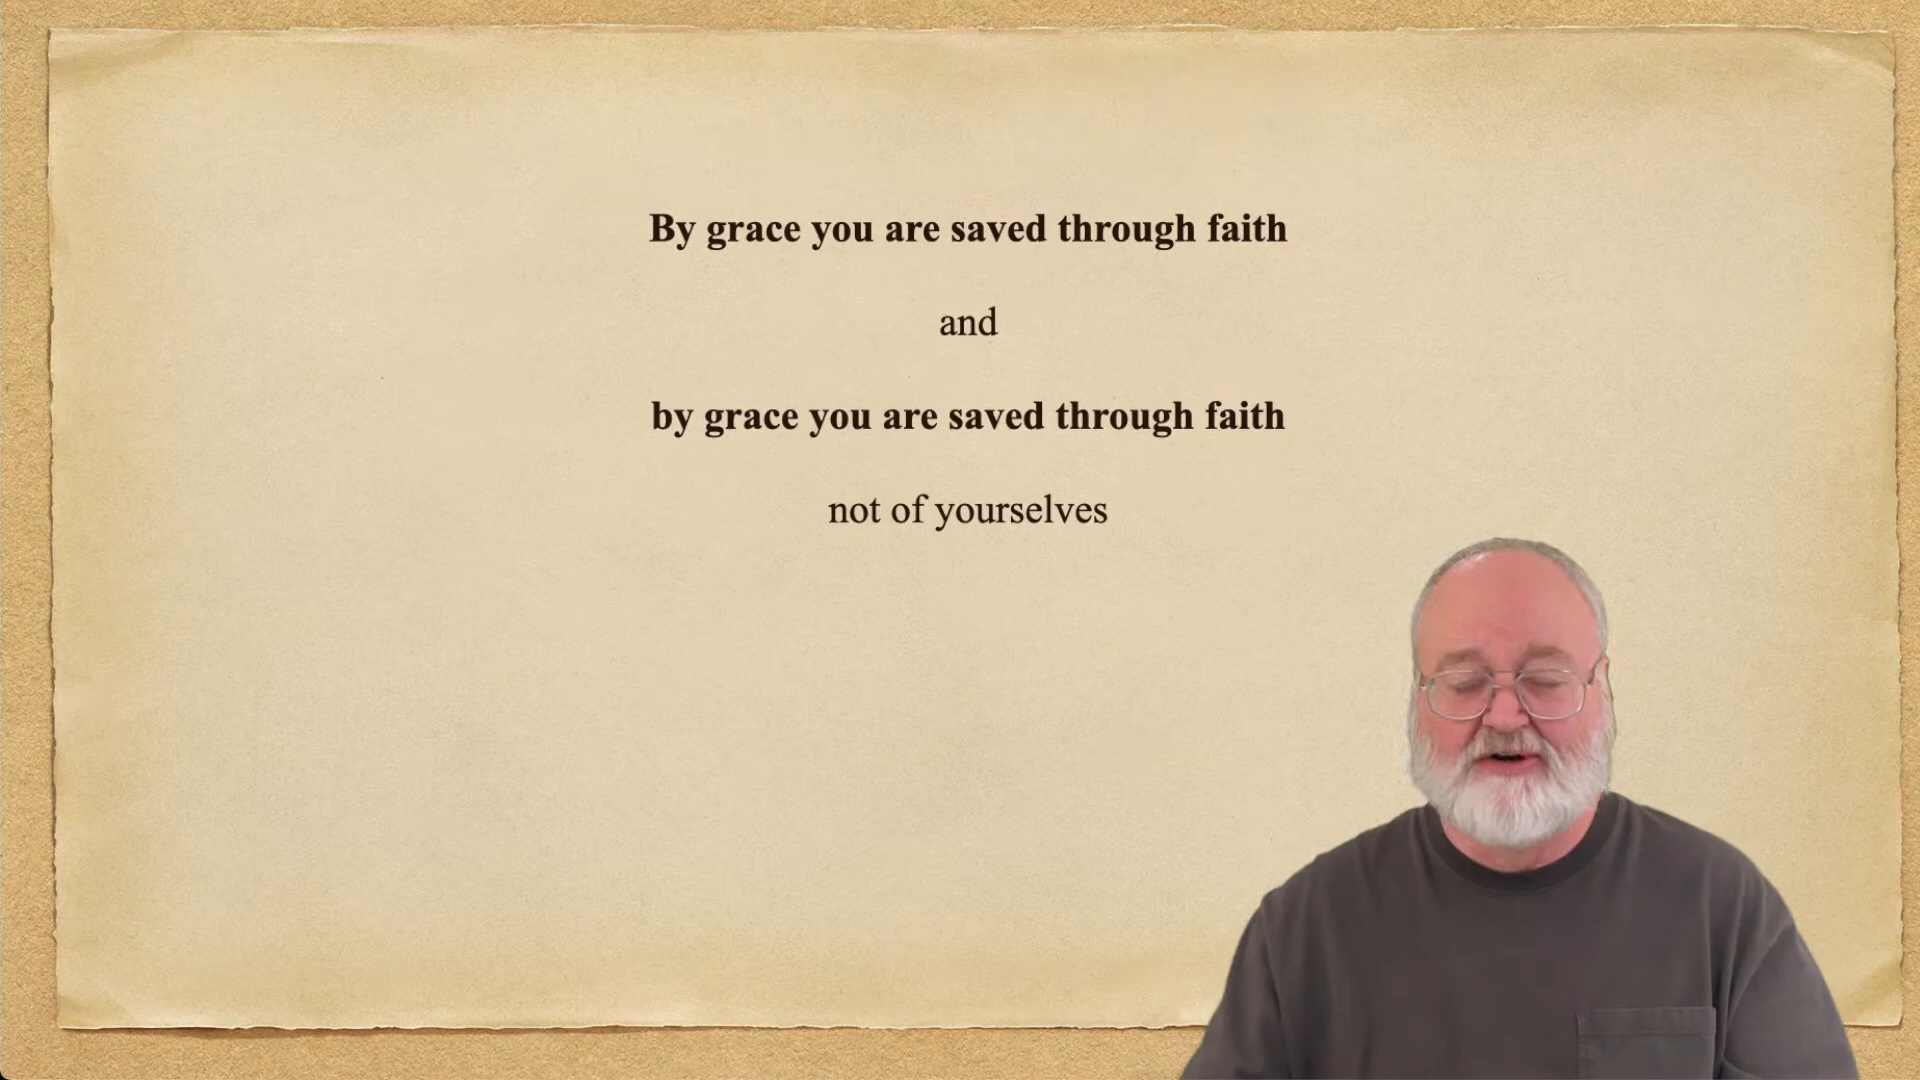 By grace you are saved through faith
and
by grace you are saved through faith
not of yourselves